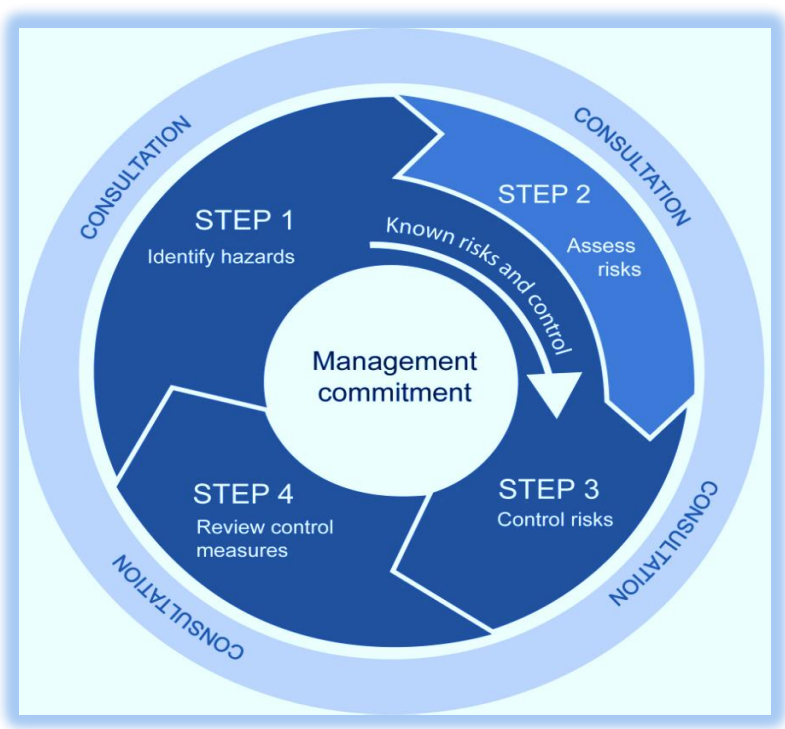 CONSULTATION
CONSULTATION
STEP 1
Identify hazards
STEP 2
Assess
risks
Known risks and control
Management
commitment
STEP 3
Control risks
STEP 4
Review control
measures
CONSULTATION
CONSULTATION